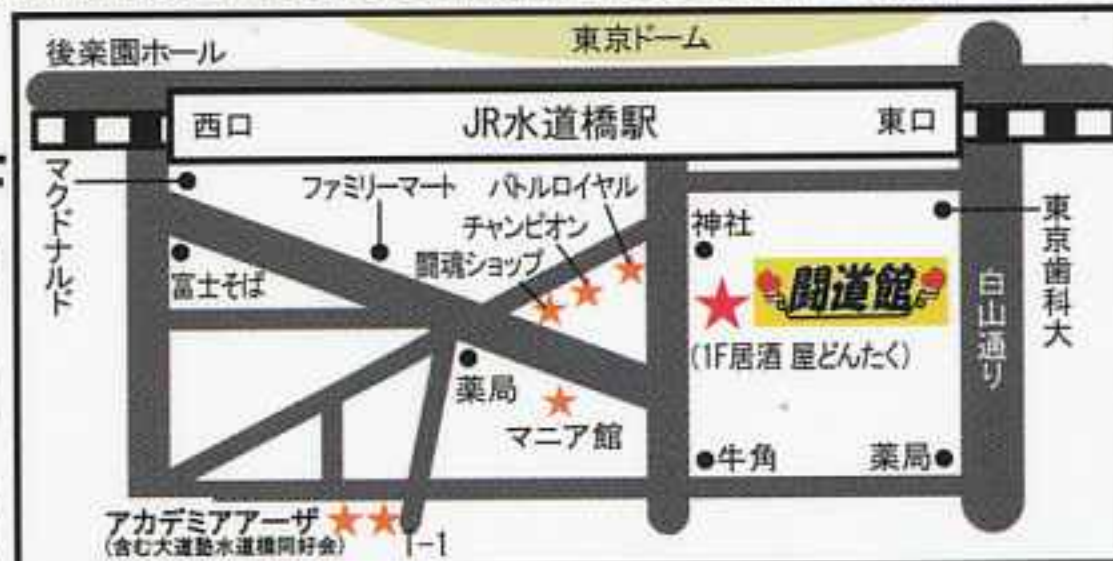 後楽園ホール
東京ドーム
西口
JR水道橋駅
東口
マクドナルド
ファミリーマート
バトルロイヤル
チャンピオン
闘魂ショップ
神社
東京歯科大
富士そば
闘道館
白山通り
(1F居酒 屋どんたく)
薬局
マニア館
●牛角
薬局●
アカデミアアーザ
(含む大道塾水道橋同好会)
1-1